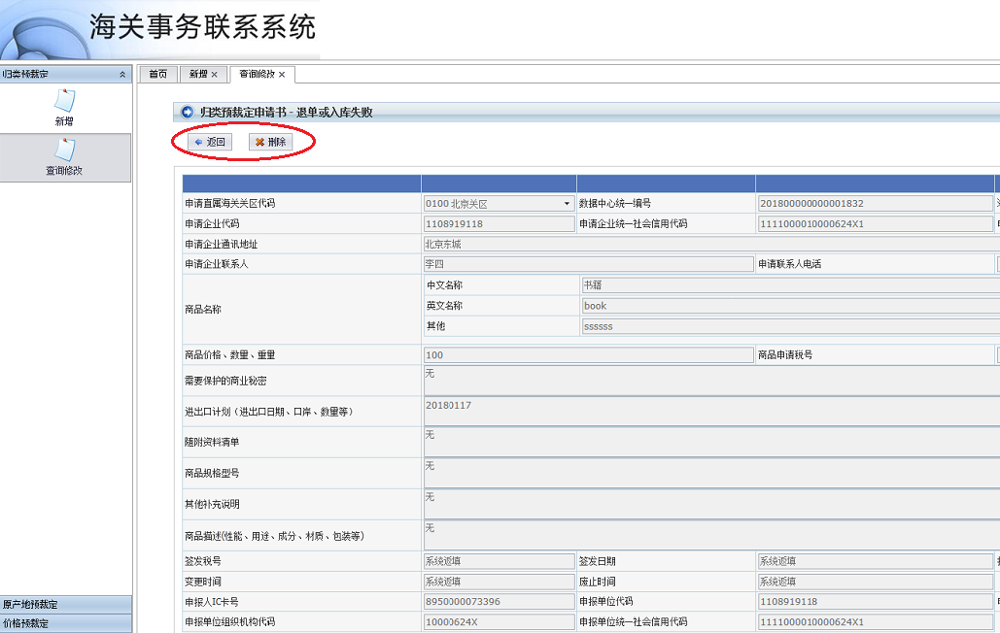 海关事务联系系统
归类预裁定
首页 新增 × 查询修改 ×
新增
查询修改
归类预裁定申请书 - 退单或入库失败
返回 删除
申请直属海关关区代码 0100 北京关区 数据中心统一编号 201800000000001832
申请企业代码 1108919118 申请企业统一社会信用代码 1111000010000624X1
申请企业通讯地址 北京东城
申请企业联系人 李四 申请联系人电话
商品名称 中文名称 书籍
英文名称 book
其他 ssssss
商品价格、数量、重量 100 商品申请税号
需要保护的商业秘密 无
进出口计划（进出口日期、口岸、数量等） 20180117
随附资料清单 无
商品规格型号 无
其他补充说明 无
商品描述(性能、用途、成分、材质、包装等) 无
签发税号 系统返填 签发日期 系统返填
变更时间 系统返填 废止时间 系统返填
申报人IC卡号 8950000073396 申报单位代码 1108919118
申报单位组织机构代码 10000624X 申报单位统一社会信用代码 1111000010000624X1
原产地预裁定
价格预裁定